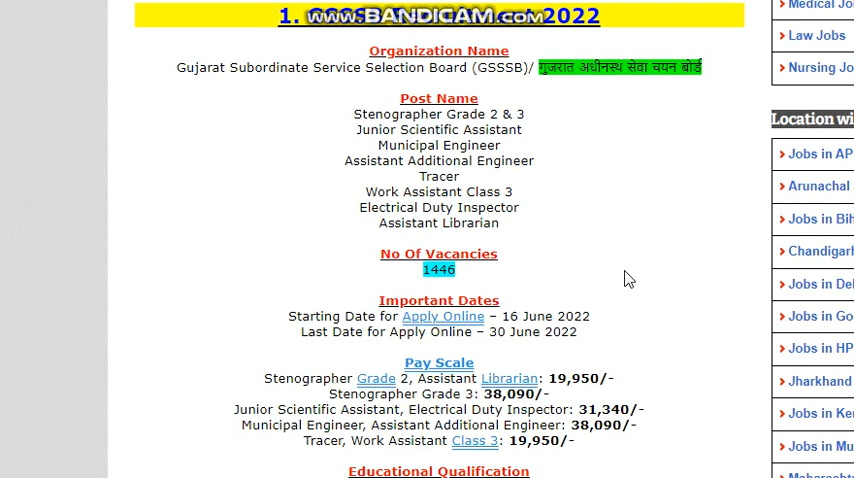 1. GSSSB Recruitment 2022
www.BANDICAM.com
Organization Name
Gujarat Subordinate Service Selection Board (GSSSB)/ गुजरात अधीनस्थ सेवा चयन बोर्ड
Post Name
Stenographer Grade 2 & 3
Junior Scientific Assistant
Municipal Engineer
Assistant Additional Engineer
Tracer
Work Assistant Class 3
Electrical Duty Inspector
Assistant Librarian
No Of Vacancies
1446
Important Dates
Starting Date for Apply Online – 16 June 2022
Last Date for Apply Online – 30 June 2022
Pay Scale
Stenographer Grade 2, Assistant Librarian: 19,950/-
Stenographer Grade 3: 38,090/-
Junior Scientific Assistant, Electrical Duty Inspector: 31,340/-
Municipal Engineer, Assistant Additional Engineer: 38,090/-
Tracer, Work Assistant Class 3: 19,950/-
Educational Qualification
Medical Jo
Law Jobs
Nursing Jo
Location wi
Jobs in AP
Arunachal
Jobs in Bih
Chandigarh
Jobs in Del
Jobs in Go
Jobs in HP
Jharkhand
Jobs in Ker
Jobs in Mu
Maharashtr